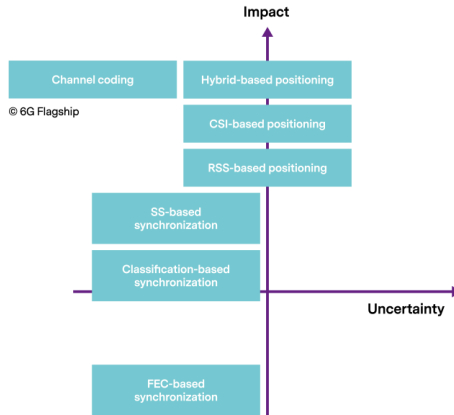 Impact
Channel coding
Hybrid-based positioning
© 6G Flagship
CSI-based positioning
RSS-based positioning
SS-based
synchronization
Classification-based
synchronization
Uncertainty
FEC-based
synchronization